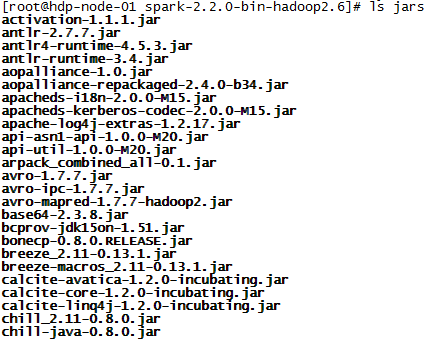 [root@hdp-node-01 spark-2.2.0-bin-hadoop2.6]# ls jars
activation-1.1.1.jar
antlr-2.7.7.jar
antlr4-runtime-4.5.3.jar
antlr-runtime-3.4.jar
aopalliance-1.0.jar
aopalliance-repackaged-2.4.0-b34.jar
apacheds-i18n-2.0.0-M15.jar
apacheds-kerberos-codec-2.0.0-M15.jar
apache-log4j-extras-1.2.17.jar
api-asn1-api-1.0.0-M20.jar
api-util-1.0.0-M20.jar
arpack_combined_all-0.1.jar
avro-1.7.7.jar
avro-ipc-1.7.7.jar
avro-mapred-1.7.7-hadoop2.jar
base64-2.3.8.jar
bcprov-jdk15on-1.51.jar
bonecp-0.8.0.RELEASE.jar
breeze_2.11-0.13.1.jar
breeze-macros_2.11-0.13.1.jar
calcite-avatica-1.2.0-incubating.jar
calcite-core-1.2.0-incubating.jar
calcite-linq4j-1.2.0-incubating.jar
chill_2.11-0.8.0.jar
chill-java-0.8.0.jar